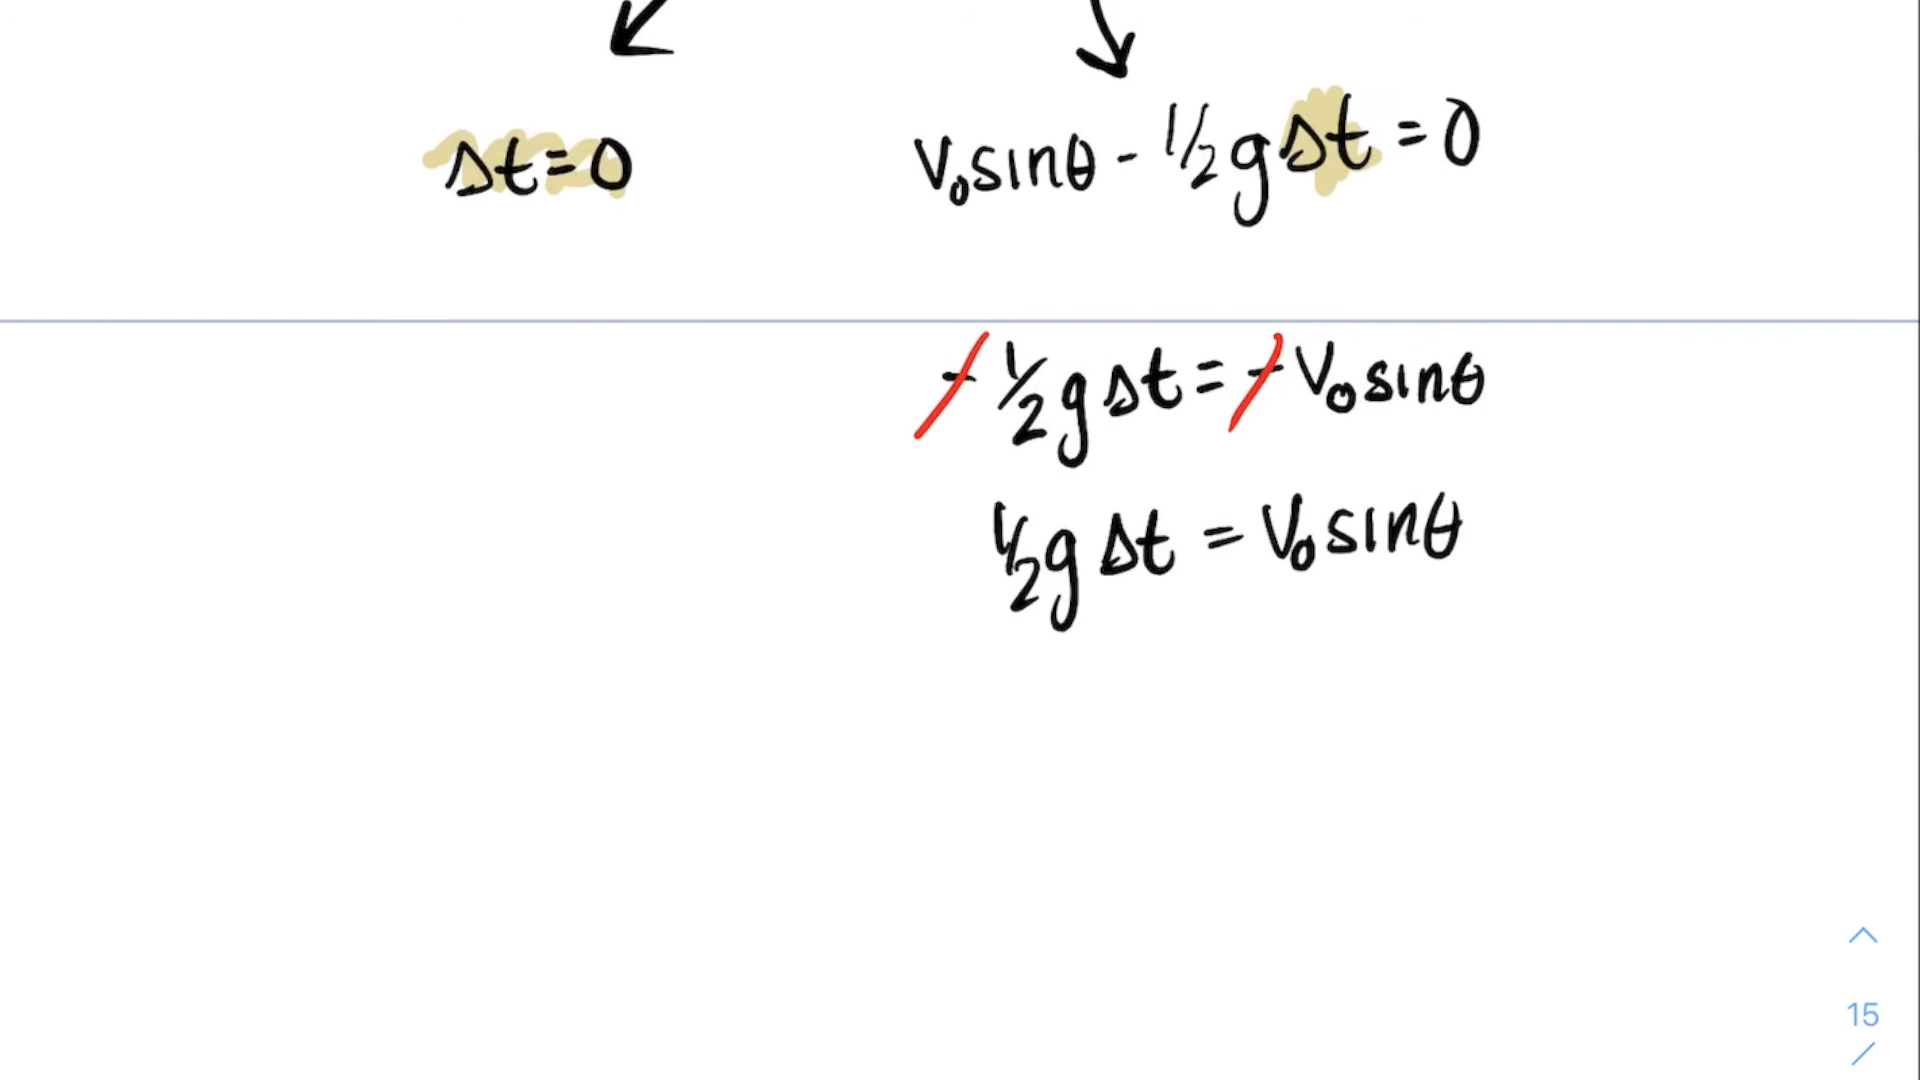 Δt=0
V₀sinθ - 1/2gΔt = 0
- 1/2gΔt = - V₀sinθ
1/2gΔt = V₀sinθ
15